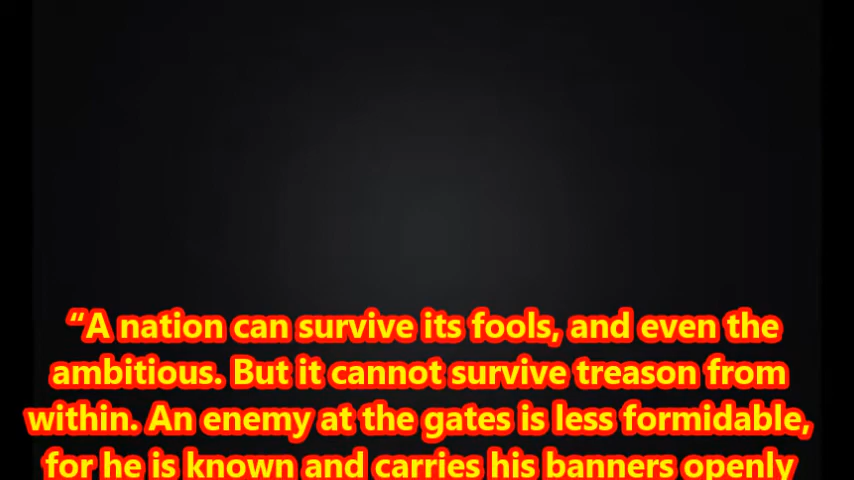 “A nation can survive its fools, and even the
ambitious. But it cannot survive treason from
within. An enemy at the gates is less formidable,
for he is known and carries his banners openly